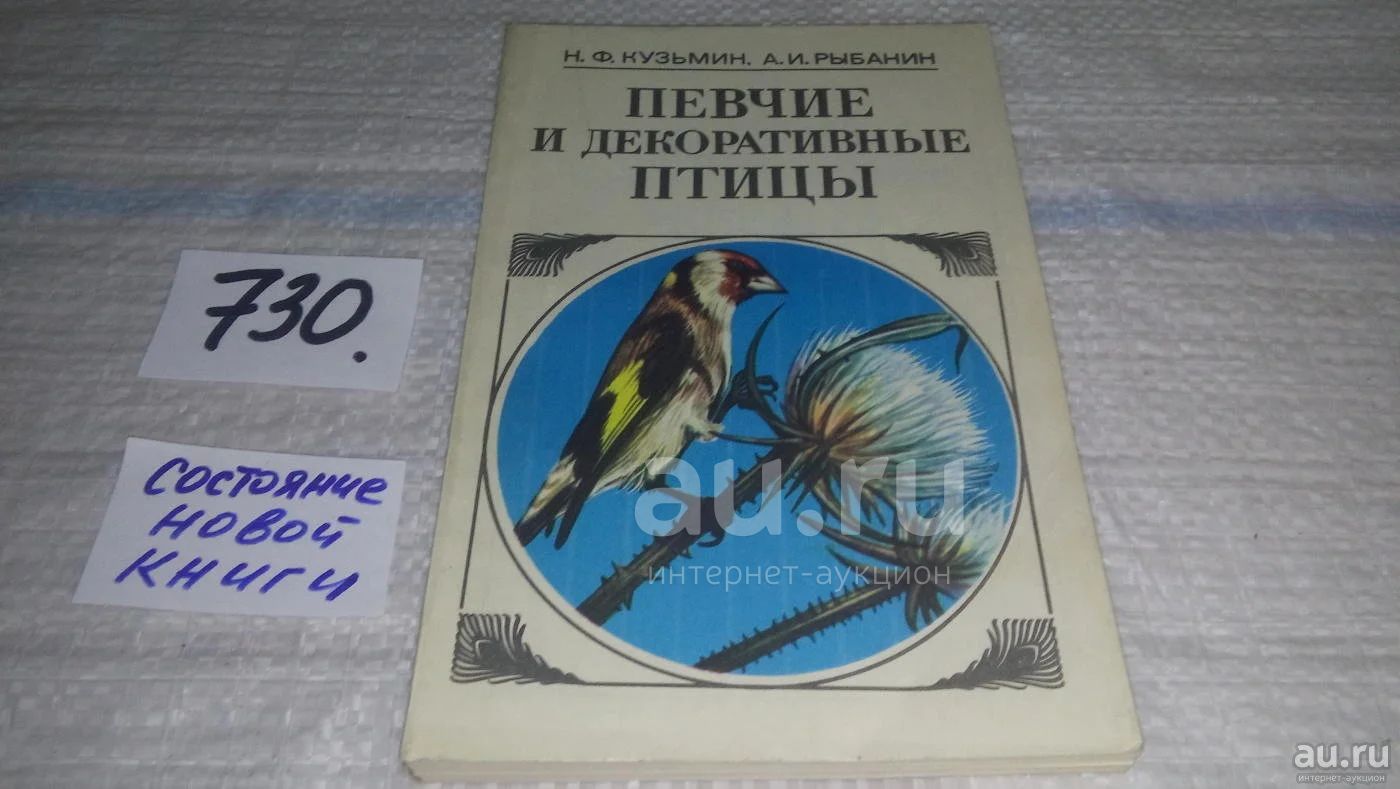 Н. Ф. КУЗЬМИН, А. И. РЫБАНИН
ПЕВЧИЕ
И ДЕКОРАТИВНЫЕ
ПТИЦЫ
730.
СОСТОЯНИЕ
НОВОЙ
КНИГИ
au.ru
интернет-аукцион
au.ru
интернет-аукцион